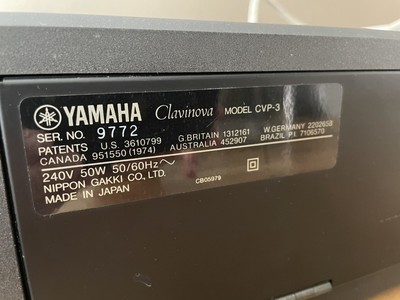 YAMAHA Clavinova MODEL CVP-3
SER. NO. 9772
PATENTS U.S. 3610799 G.BRITAIN 1312161 W.GERMANY 2202658
CANADA 951550 (1974) AUSTRALIA 452907 BRAZIL P.I. 7106570
240V 50W 50/60Hz
NIPPON GAKKI CO., LTD.
MADE IN JAPAN
CB05979